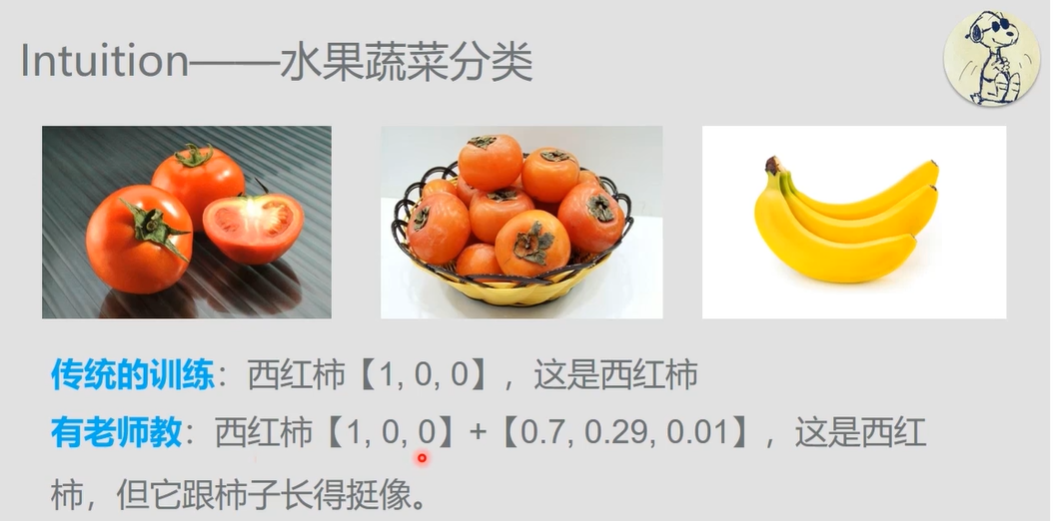 Intuition——水果蔬菜分类
传统的训练：西红柿【1, 0, 0】，这是西红柿
有老师教：西红柿【1, 0, 0】+【0.7, 0.29, 0.01】，这是西红
柿，但它跟柿子长得挺像。